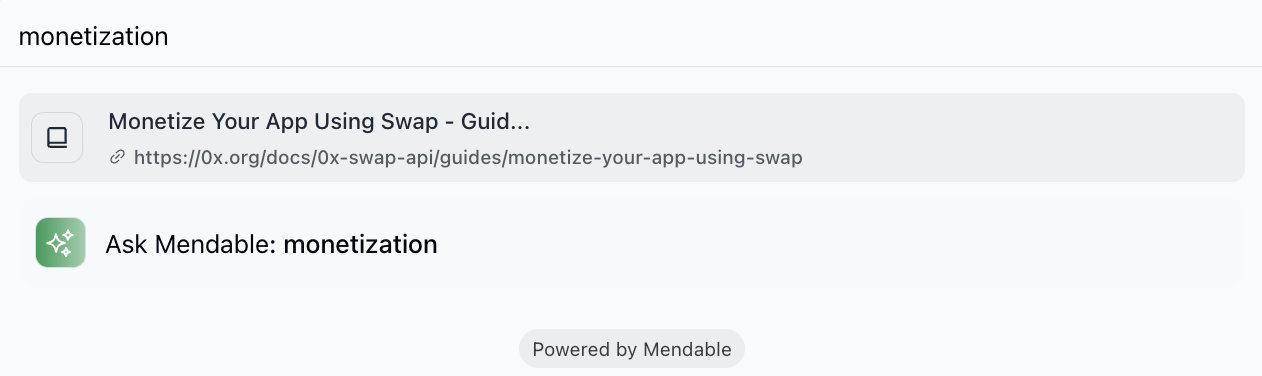 monetization
Monetize Your App Using Swap - Guid...
https://0x.org/docs/0x-swap-api/guides/monetize-your-app-using-swap
Ask Mendable: monetization
Powered by Mendable